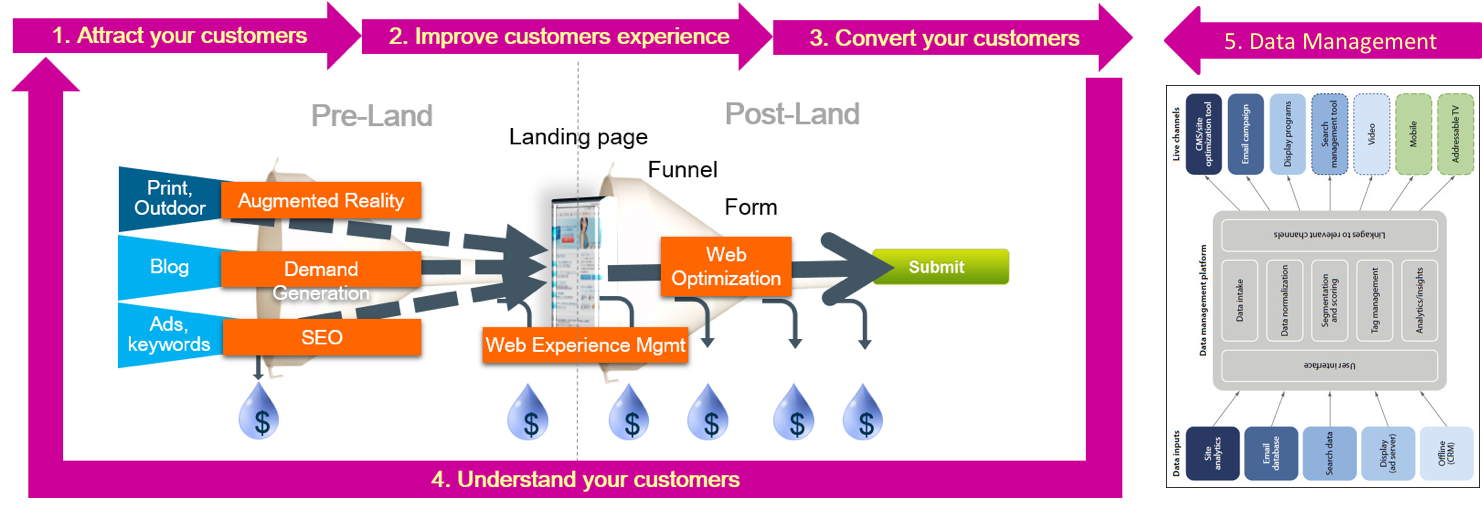 1. Attract your customers
2. Improve customers experience
3. Convert your customers
5. Data Management
Pre-Land
Post-Land
Landing page
Funnel
Form
Print,
Outdoor
Augmented Reality
Blog
Demand
Generation
Ads,
keywords
SEO
Web
Optimization
Submit
Web Experience Mgmt
$
$
$
$
$
4. Understand your customers
Live channels
CMS/site
optimization tool
Email campaign
Display programs
Search
management tool
Video
Mobile
Addressable TV
Data management platform
Linkages to relevant channels
Data intake
Data normalization
Segmentation
and scoring
Tag management
Analytics/insights
User interface
Data inputs
Site
analytics
Email
database
Search data
Display
(ad server)
Offline
(CRM)